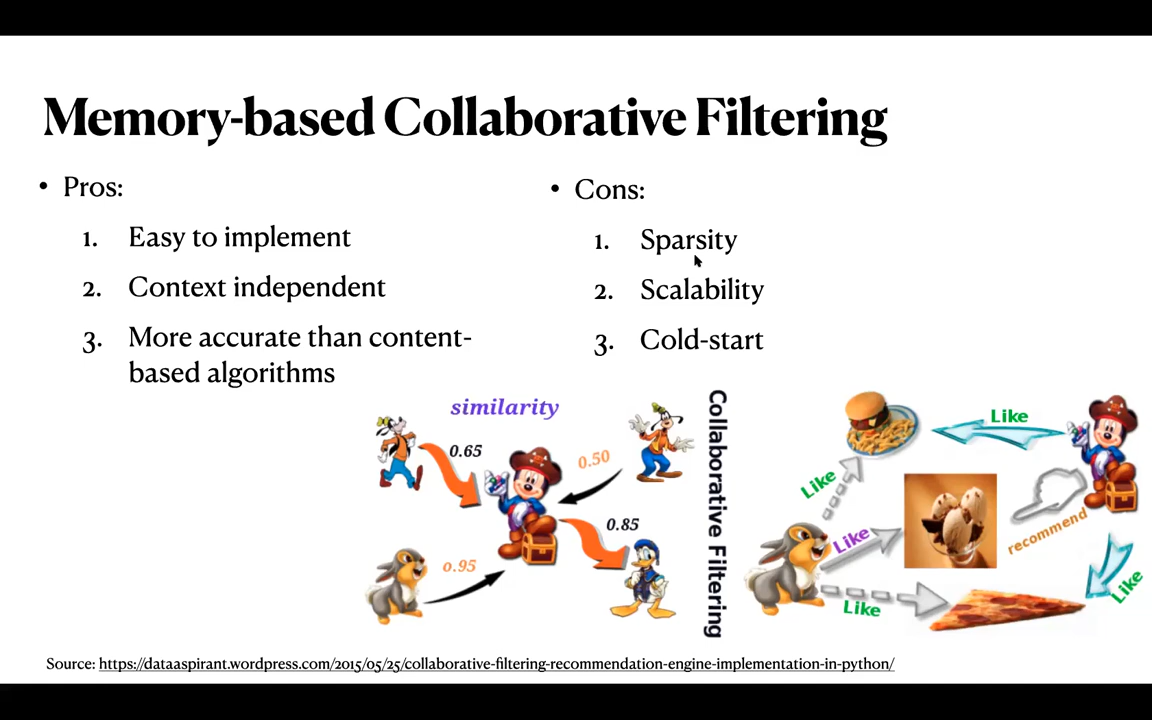 Memory-based Collaborative Filtering
• Pros:
1. Easy to implement
2. Context independent
3. More accurate than content-
based algorithms
• Cons:
1. Sparsity
2. Scalability
3. Cold-start
similarity
0.65
0.50
0.85
0.95
Collaborative Filtering
Like
Like
Like
recommend
Like
Like
Source: https://dataaspirant.wordpress.com/2015/05/25/collaborative-filtering-recommendation-engine-implementation-in-python/